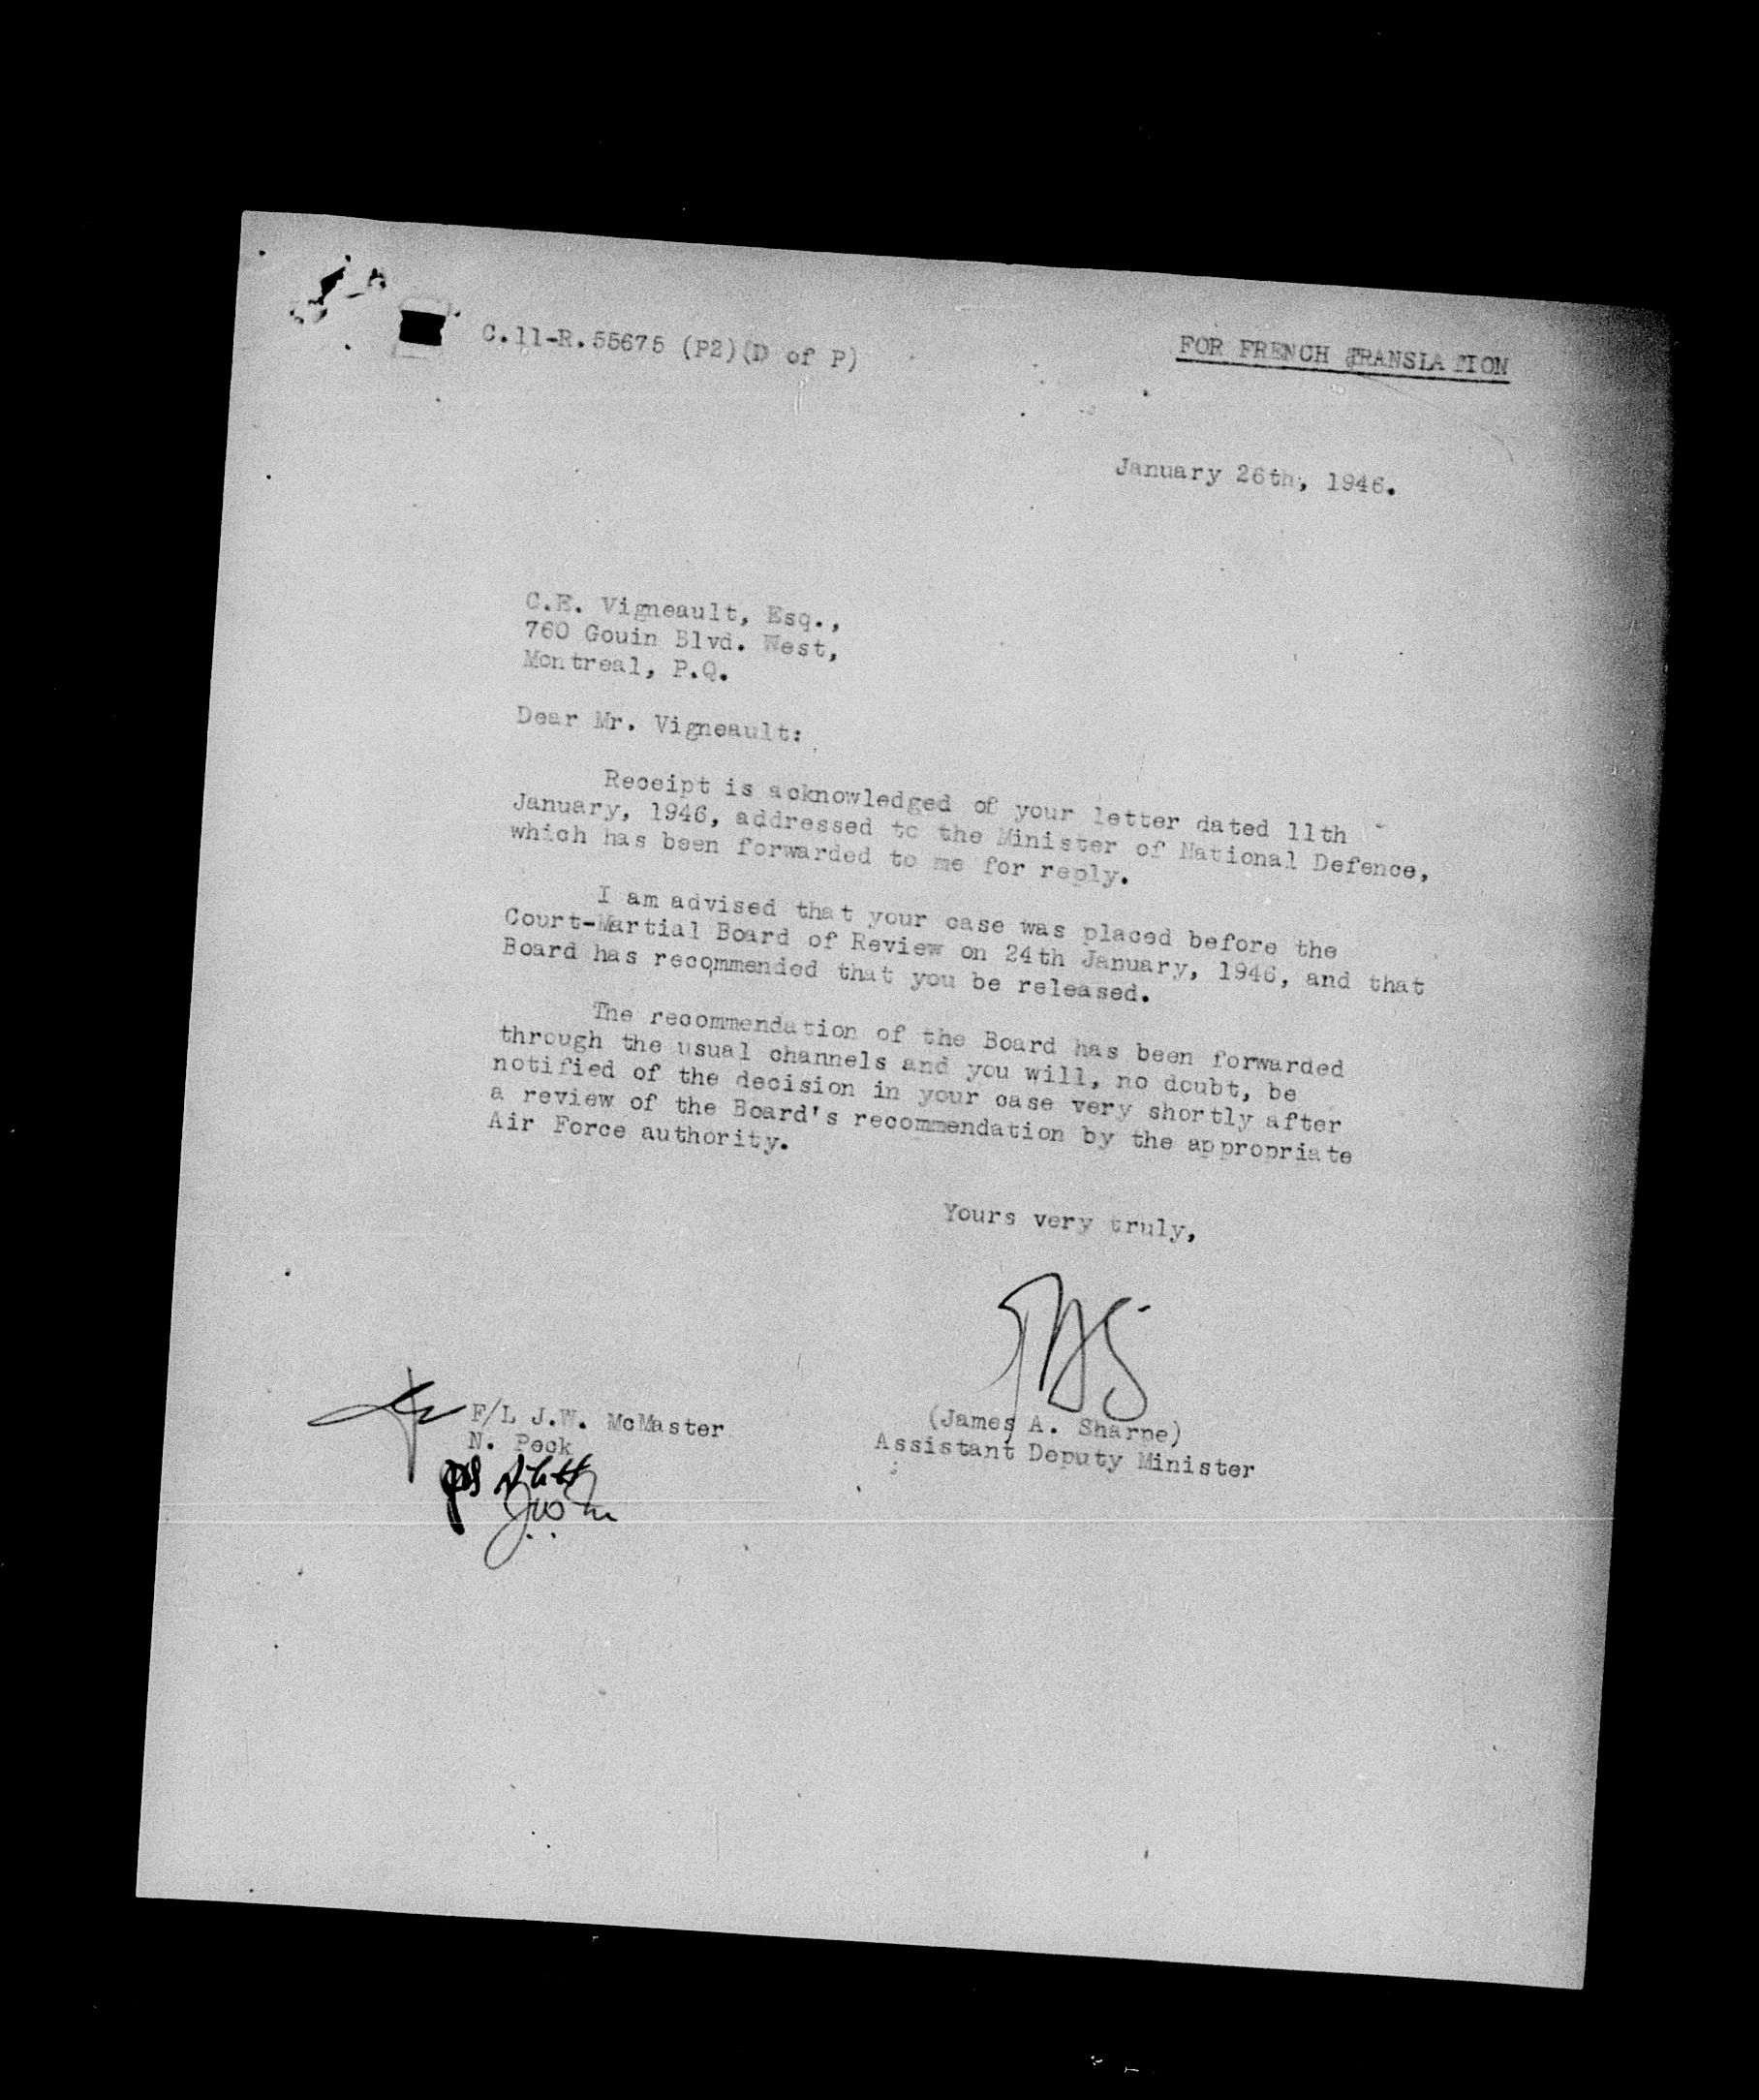 C.11-R.55675 (P2)(D of P)
FOR FRENCH TRANSLATION
January 26th, 1946.
C.E. Vigneault, Esq.,
760 Gouin Blvd. West,
Montreal, P.Q.
Dear Mr. Vigneault:
Receipt is acknowledged of your letter dated 11th
January, 1946, addressed to the Minister of National Defence,
which has been forwarded to me for reply.
I am advised that your case was placed before the
Court-Martial Board of Review on 24th January, 1946, and that
Board has recommended that you be released.
The recommendation of the Board has been forwarded
through the usual channels and you will, no doubt, be
notified of the decision in your case very shortly after
a review of the Board's recommendation by the appropriate
Air Force authority.
Yours very truly,
(James A. Sharpe)
Assistant Deputy Minister
F/L J.W. McMaster
N. Peck